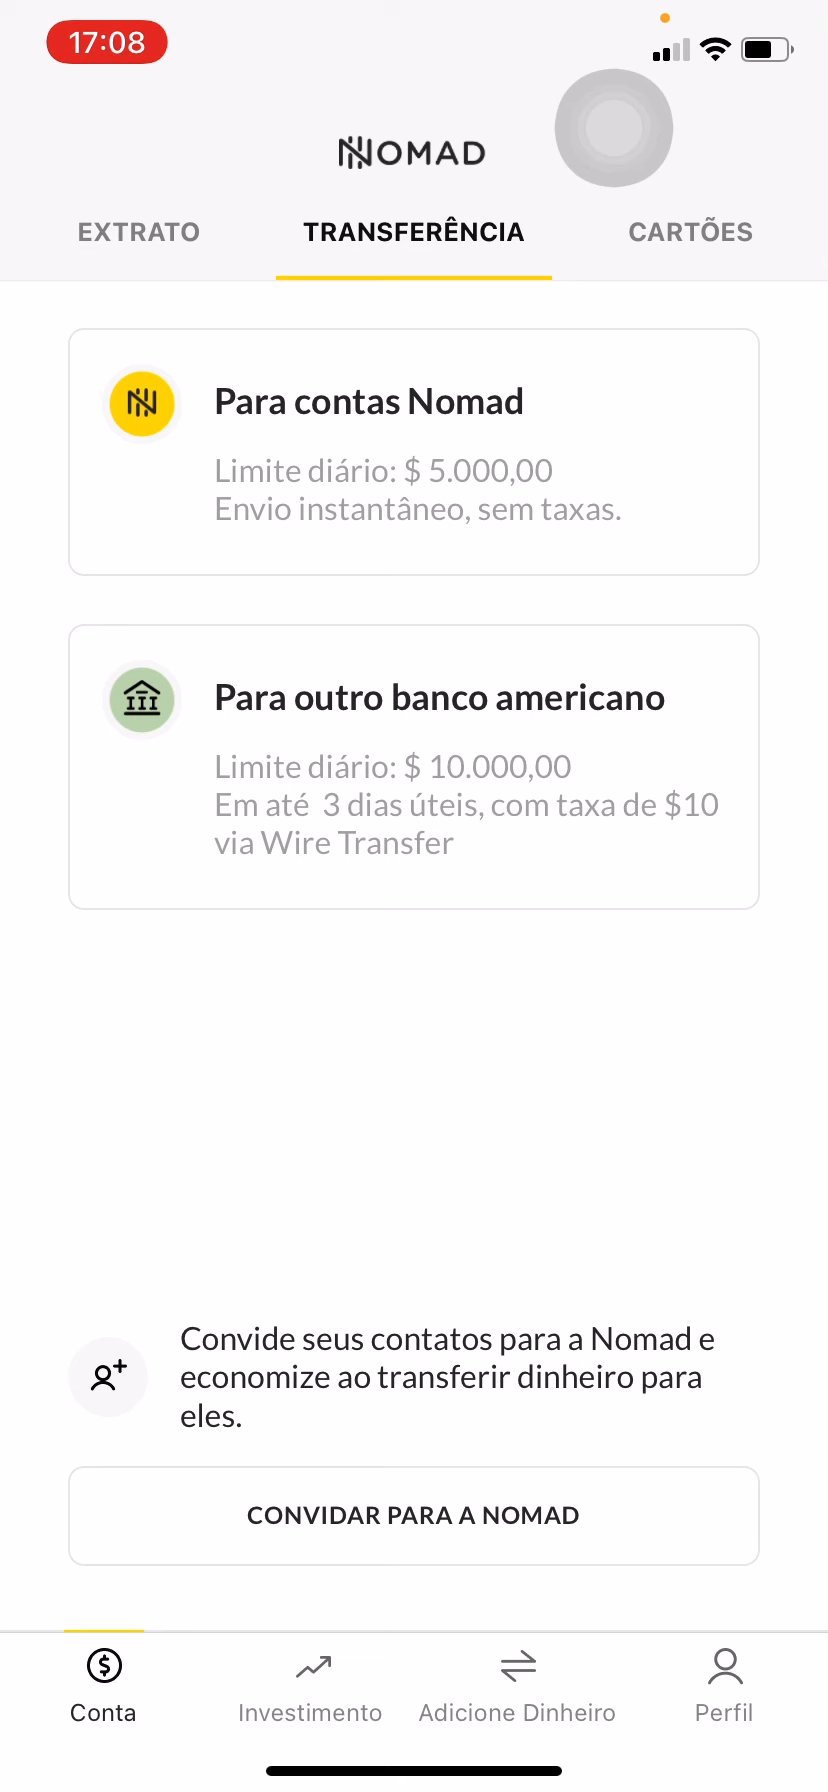 17:08
NOMAD
EXTRATO
TRANSFERÊNCIA
CARTÕES
Para contas Nomad
Limite diário: $ 5.000,00
Envio instantâneo, sem taxas.
Para outro banco americano
Limite diário: $ 10.000,00
Em até  3 dias úteis, com taxa de $10
via Wire Transfer
Convide seus contatos para a Nomad e
economize ao transferir dinheiro para
eles.
CONVIDAR PARA A NOMAD
Conta
Investimento
Adicione Dinheiro
Perfil